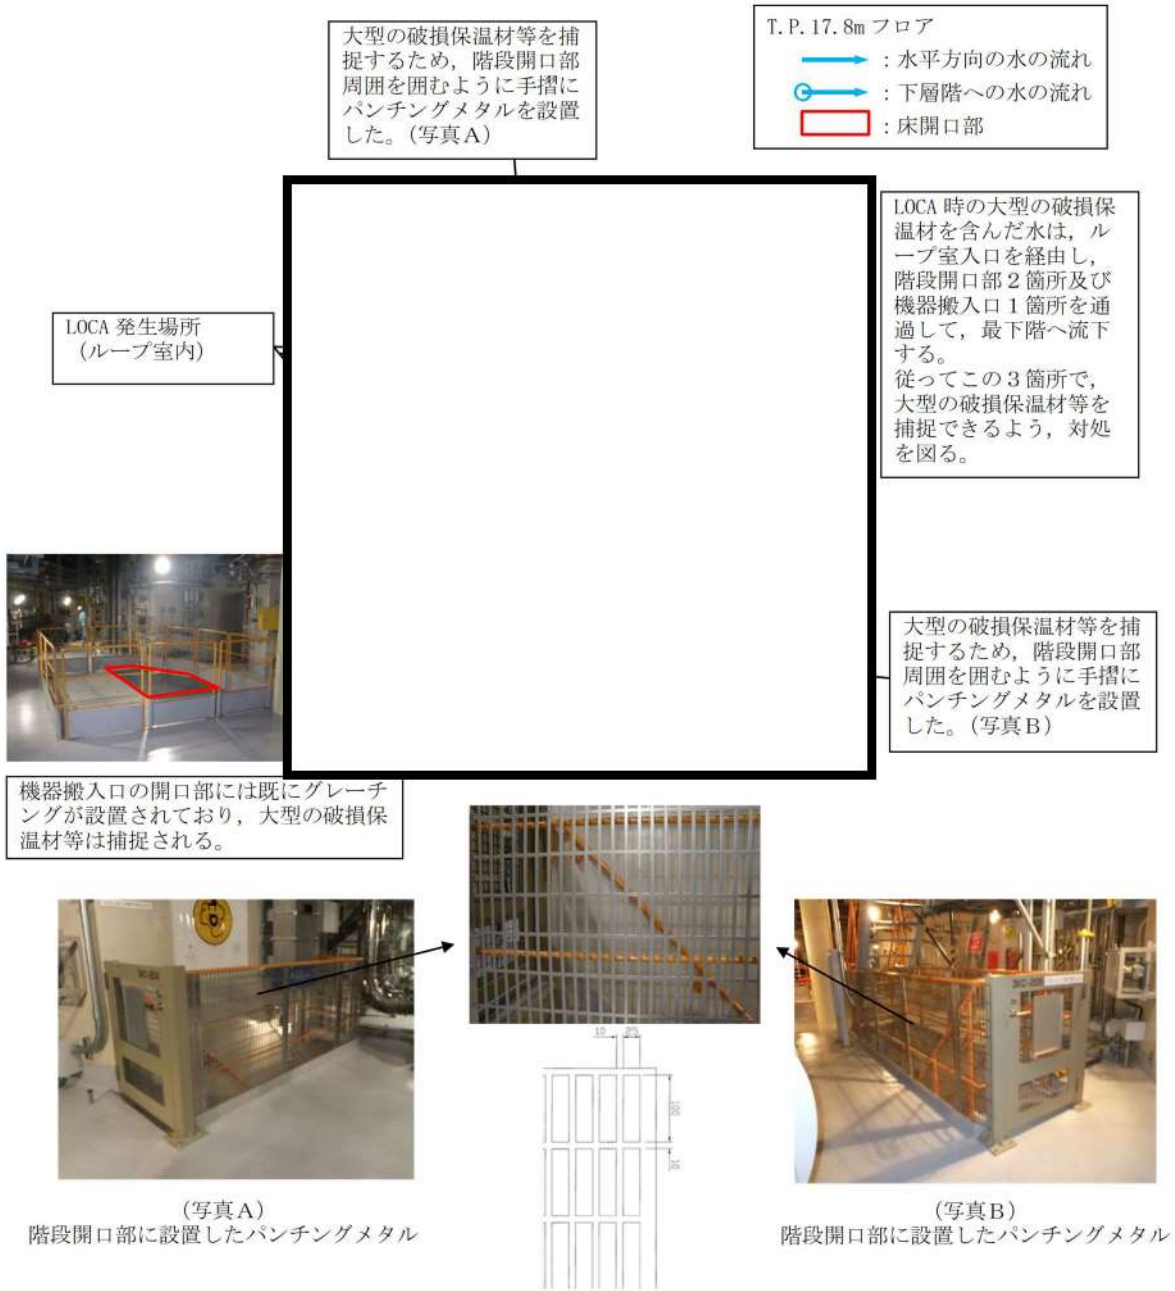 大型の破損保温材等を捕
捉するため，階段開口部
周囲を囲むように手摺に
パンチングメタルを設置
した。(写真A)
T.P.17.8m フロア
：水平方向の水の流れ
：下層階への水の流れ
：床開口部
LOCA 時の大型の破損保
温材を含んだ水は，ル
ープ室入口を経由し，
階段開口部２箇所及び
機器搬入口１箇所を通
過して，最下階へ流下
する。
従ってこの３箇所で，
大型の破損保温材等を
捕捉できるよう，対処
を図る。
LOCA 発生場所
（ループ室内）
大型の破損保温材等を捕
捉するため，階段開口部
周囲を囲むように手摺に
パンチングメタルを設置
した。(写真B)
機器搬入口の開口部には既にグレーチ
ングが設置されており，大型の破損保
温材等は捕捉される。
10 25
100
10
(写真A)
階段開口部に設置したパンチングメタル
(写真B)
階段開口部に設置したパンチングメタル